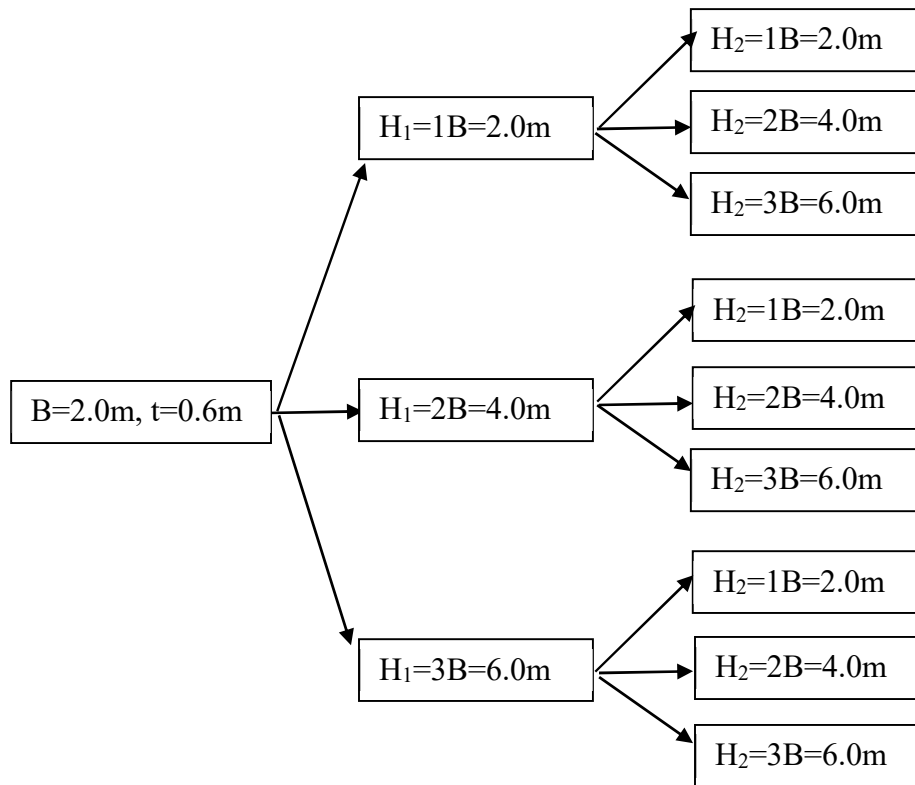 H₂=1B=2.0m
H₁=1B=2.0m
H₂=2B=4.0m
H₂=3B=6.0m
H₂=1B=2.0m
B=2.0m, t=0.6m
H₁=2B=4.0m
H₂=2B=4.0m
H₂=3B=6.0m
H₂=1B=2.0m
H₁=3B=6.0m
H₂=2B=4.0m
H₂=3B=6.0m